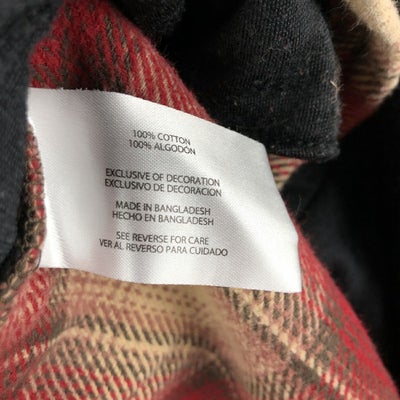 100% COTTON
100% ALGODÓN
EXCLUSIVE OF DECORATION
EXCLUSIVO DE DECORACION
MADE IN BANGLADESH
HECHO EN BANGLADESH
SEE REVERSE FOR CARE
VER AL REVERSO PARA CUIDADO